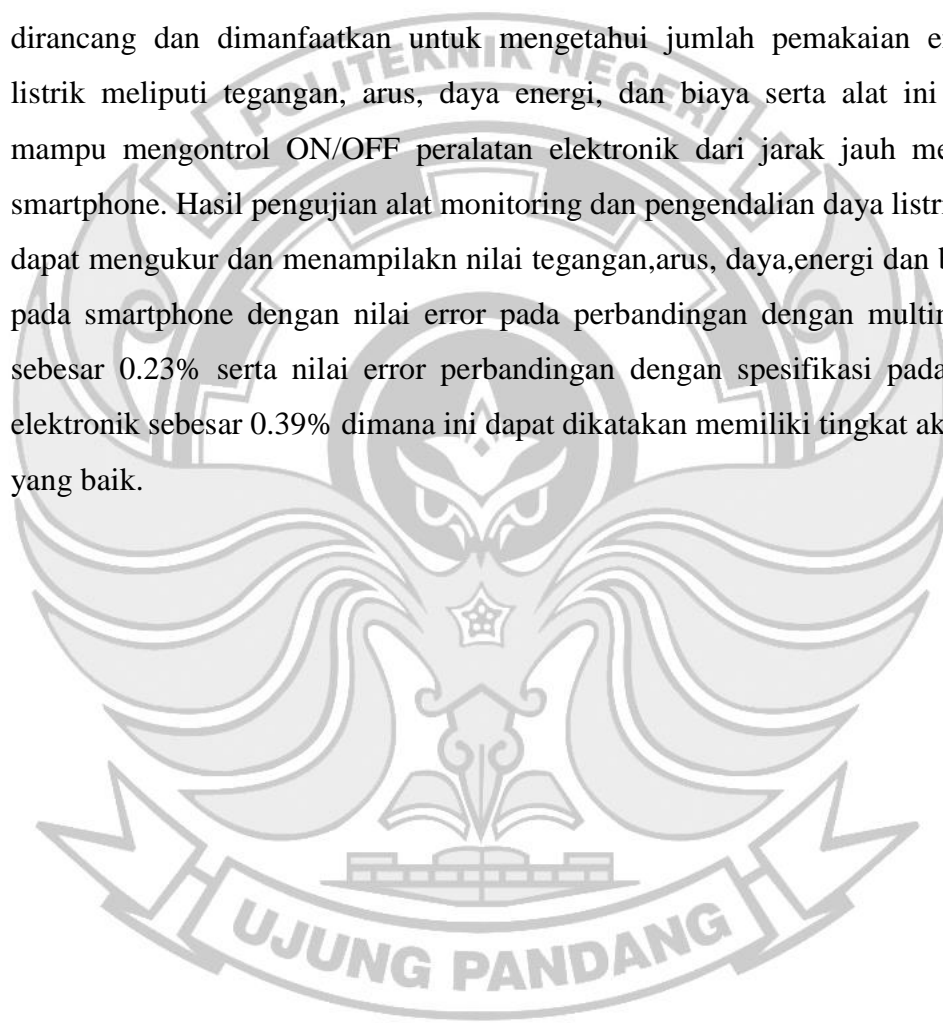 dirancang dan dimanfaatkan untuk mengetahui jumlah pemakaian
listrik meliputi tegangan, arus, daya energi, dan biaya serta alat ini
mampu mengontrol ON/OFF peralatan elektronik dari jarak jauh
smartphone. Hasil pengujian alat monitoring dan pengendalian daya
dapat mengukur dan menampilakn nilai tegangan,arus, daya,energi dan
pada smartphone dengan nilai error pada perbandingan dengan
sebesar 0.23% serta nilai error perbandingan dengan spesifikasi pada
elektronik sebesar 0.39% dimana ini dapat dikatakan memiliki tingkat
yang baik.
POLITEKNIK NEGERI
UJUNG PANDANG